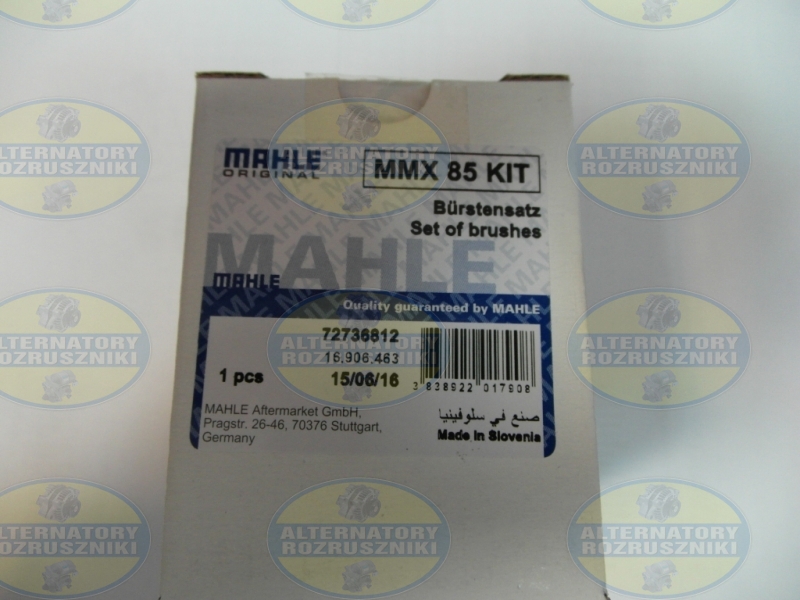 MAHLE
ORIGINAL
MMX 85 KIT
Bürstensatz
Set of brushes
MAHLE
MAHLE
Quality guaranteed by MAHLE
72736812
16.906.463
1 pcs
15/06/16
3 838922 017908
MAHLE Aftermarket GmbH,
Pragstr. 26-46, 70376 Stuttgart,
Germany
صنع في سلوفينيا
Made in Slovenia
ALTERNATORY
ROZRUSZNIKI